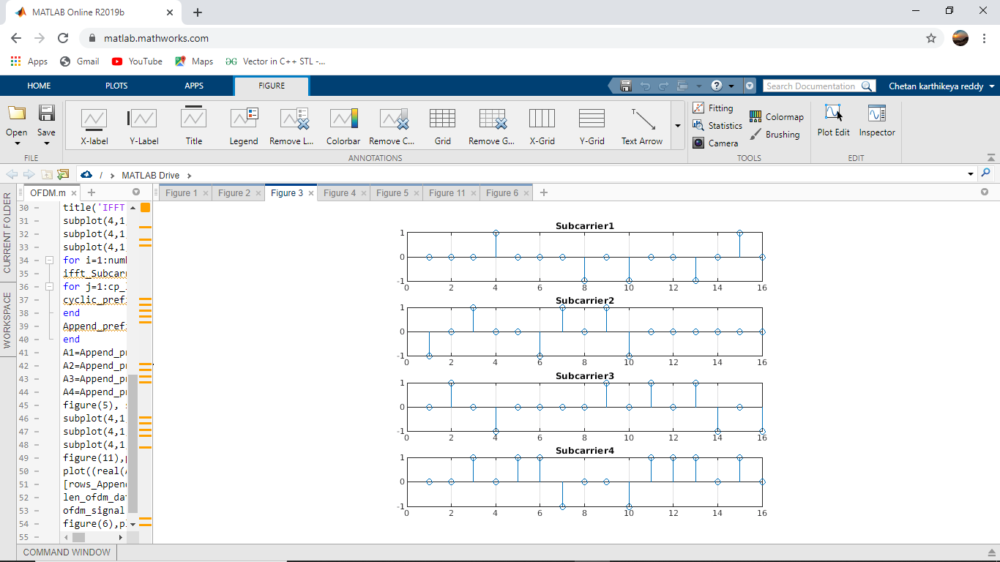 MATLAB Online R2019b
matlab.mathworks.com
Apps Gmail YouTube Maps Vector in C++ STL -...
HOME PLOTS APPS FIGURE Search Documentation Chetan karthikeya reddy
Open Save X-label Y-Label Title Legend Remove L... Colorbar Remove C... Grid Remove G... X-Grid Y-Grid Text Arrow
Fitting
Statistics
Camera
Colormap
Brushing
Plot Edit Inspector
FILE ANNOTATIONS TOOLS EDIT
/ MATLAB Drive
CURRENT FOLDER
WORKSPACE
OFDM.m
Figure 1 Figure 2 Figure 3 Figure 4 Figure 5 Figure 11 Figure 6
30 title('IFFT
31 subplot(4,1
32 subplot(4,1
33 subplot(4,1
34 for i=1:num
35 ifft_Subcar
36 for j=1:cp_
37 cyclic_pref
38 end
39 Append_pref
40 end
41 A1=Append_p
42 A2=Append_p
43 A3=Append_p
44 A4=Append_p
45 figure(5),
46 subplot(4,1
47 subplot(4,1
48 subplot(4,1
49 figure(11),
50 plot((real(
51 [rows_Appen
52 len_ofdm_da
53 ofdm_signal
54 figure(6),p
55
Subcarrier1
1
0
-1
0 2 4 6 8 10 12 14 16
Subcarrier2
1
0
-1
0 2 4 6 8 10 12 14 16
Subcarrier3
1
0
-1
0 2 4 6 8 10 12 14 16
Subcarrier4
1
0
-1
0 2 4 6 8 10 12 14 16
COMMAND WINDOW